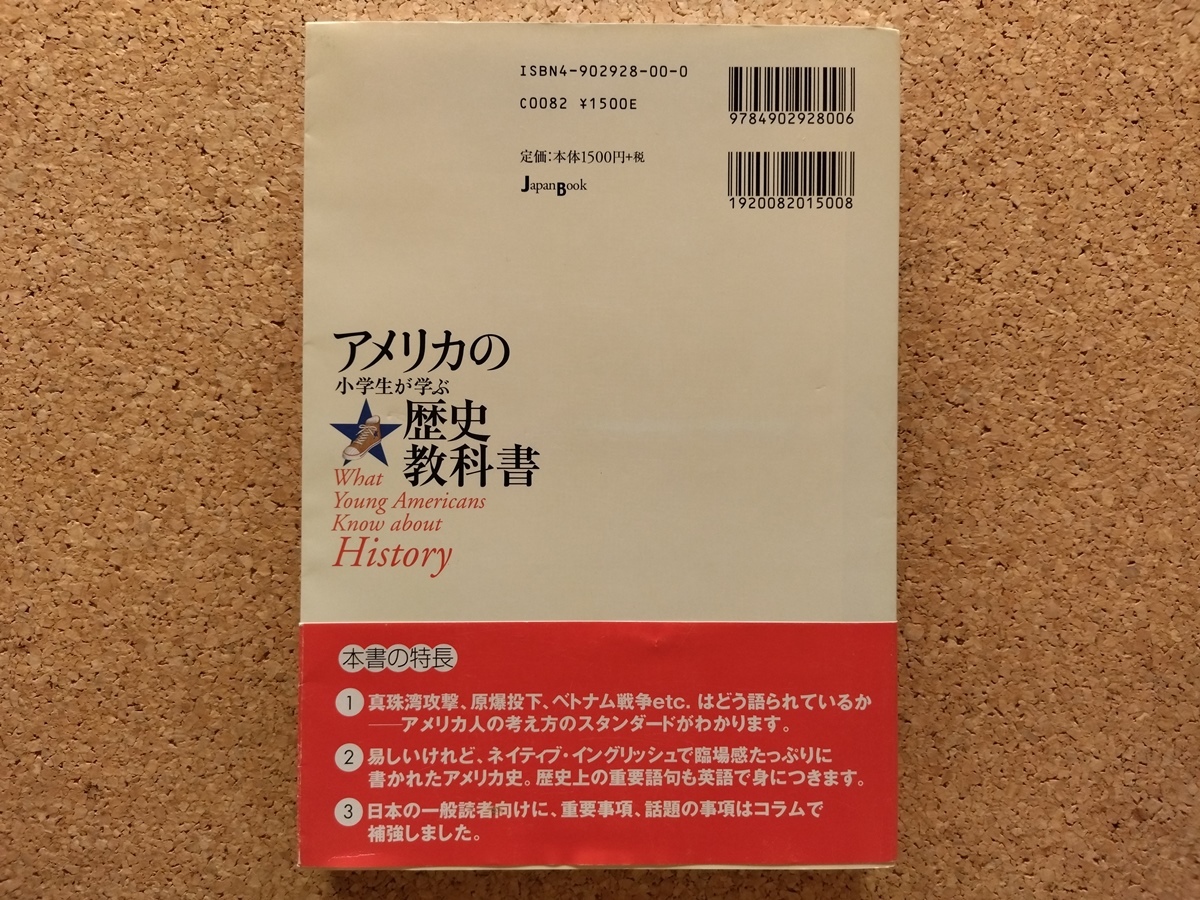 ISBN4-902928-00-0
C0082 ¥1500E
9784902928006
定価:本体1500円+税
JapanBook
1920082015008
アメリカの
小学生が学ぶ
歴史
教科書
What
Young Americans
Know about
History
本書の特長
1 真珠湾攻撃、原爆投下、ベトナム戦争etc. はどう語られているか
――アメリカ人の考え方のスタンダードがわかります。
2 易しいけれど、ネイティブ・イングリッシュで臨場感たっぷりに
書かれたアメリカ史。歴史上の重要語句も英語で身につきます。
3 日本の一般読者向けに、重要事項、話題の事項はコラムで
補強しました。